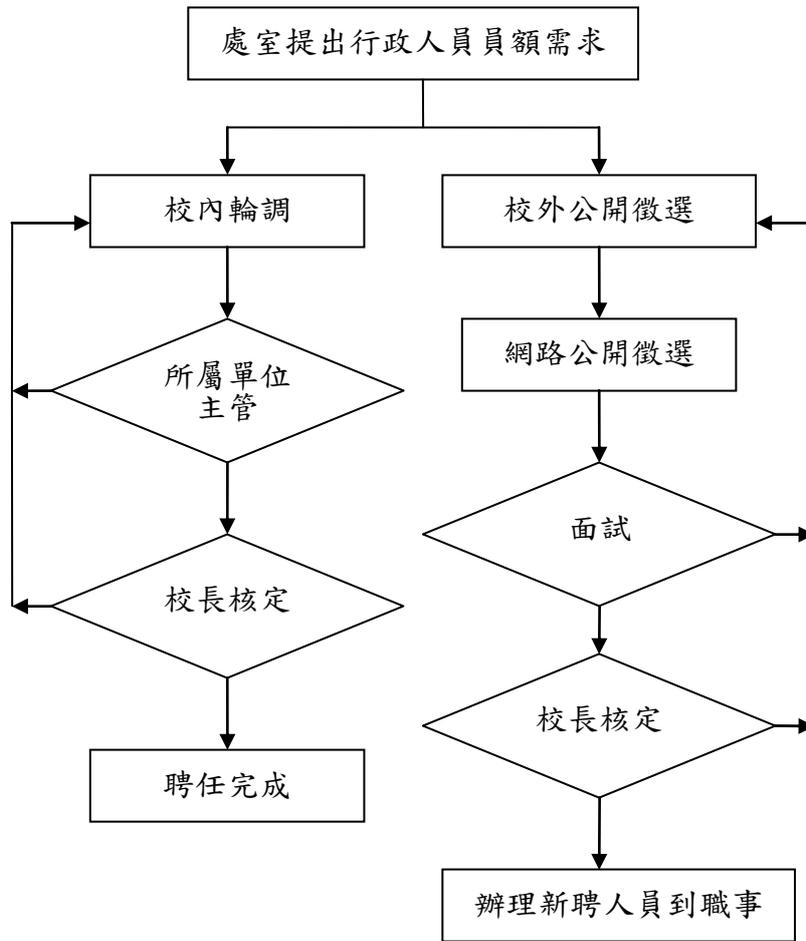 處室提出行政人員員額需求
校內輪調
校外公開徵選
所屬單位
主管
網路公開徵選
面試
校長核定
校長核定
聘任完成
辦理新聘人員到職事